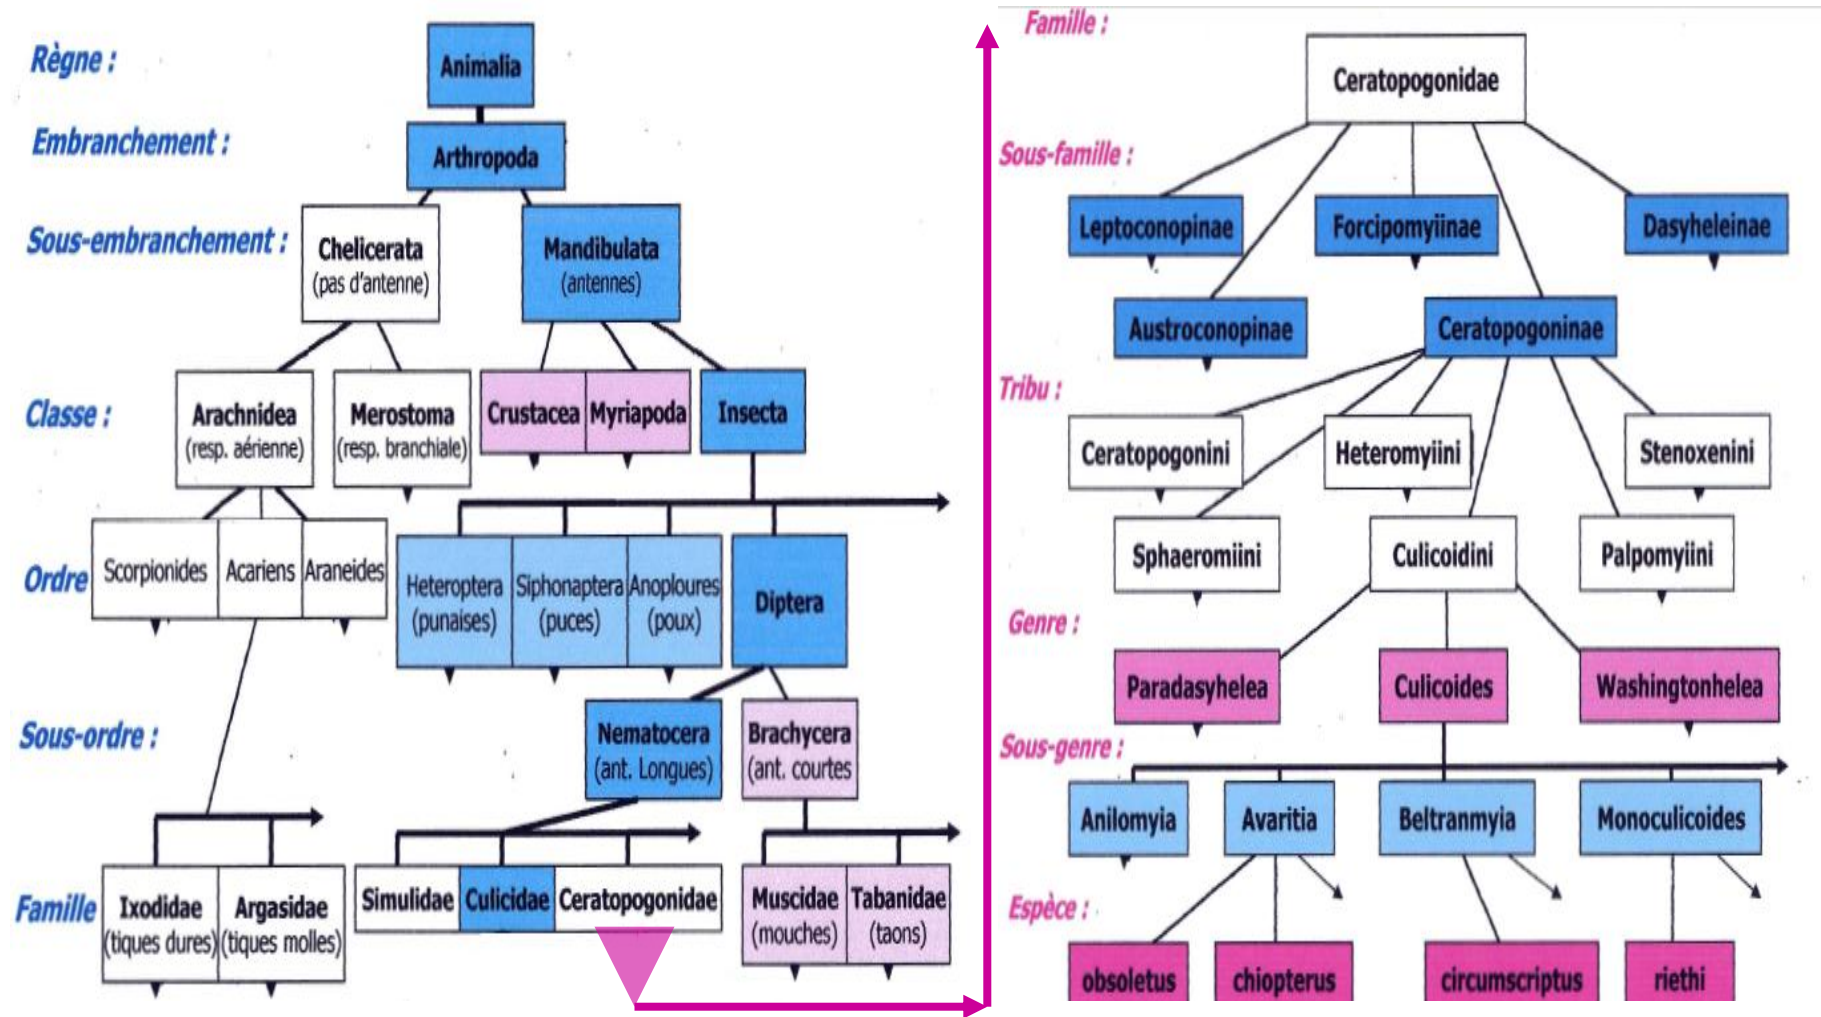 Règne :
Animalia
Embranchement :
Arthropoda
Sous-embranchement :
Chelicerata
(pas d'antenne)
Mandibulata
(antennes)
Classe :
Arachnidea
(resp. aérienne)
Merostoma
(resp. branchiale)
Crustacea
Myriapoda
Insecta
Ordre
Scorpionides
Acariens
Araneides
Heteroptera
(punaises)
Siphonaptera
(puces)
Anoploures
(poux)
Diptera
Sous-ordre :
Nematocera
(ant. Longues)
Brachycera
(ant. courtes
Famille
Ixodidae
(tiques dures)
Argasidae
(tiques molles)
Simulidae
Culicidae
Ceratopogonidae
Muscidae
(mouches)
Tabanidae
(taons)
Famille :
Ceratopogonidae
Sous-famille :
Leptoconopinae
Forcipomyiinae
Dasyheleinae
Austroconopinae
Ceratopogoninae
Tribu :
Ceratopogonini
Heteromyiini
Stenoxenini
Sphaeromiini
Culicoidini
Palpomyiini
Genre :
Paradasyhelea
Culicoides
Washingtonhelea
Sous-genre :
Anilomyia
Avaritia
Beltranmyia
Monoculicoides
Espèce :
obsoletus
chiopterus
circumscriptus
riethi